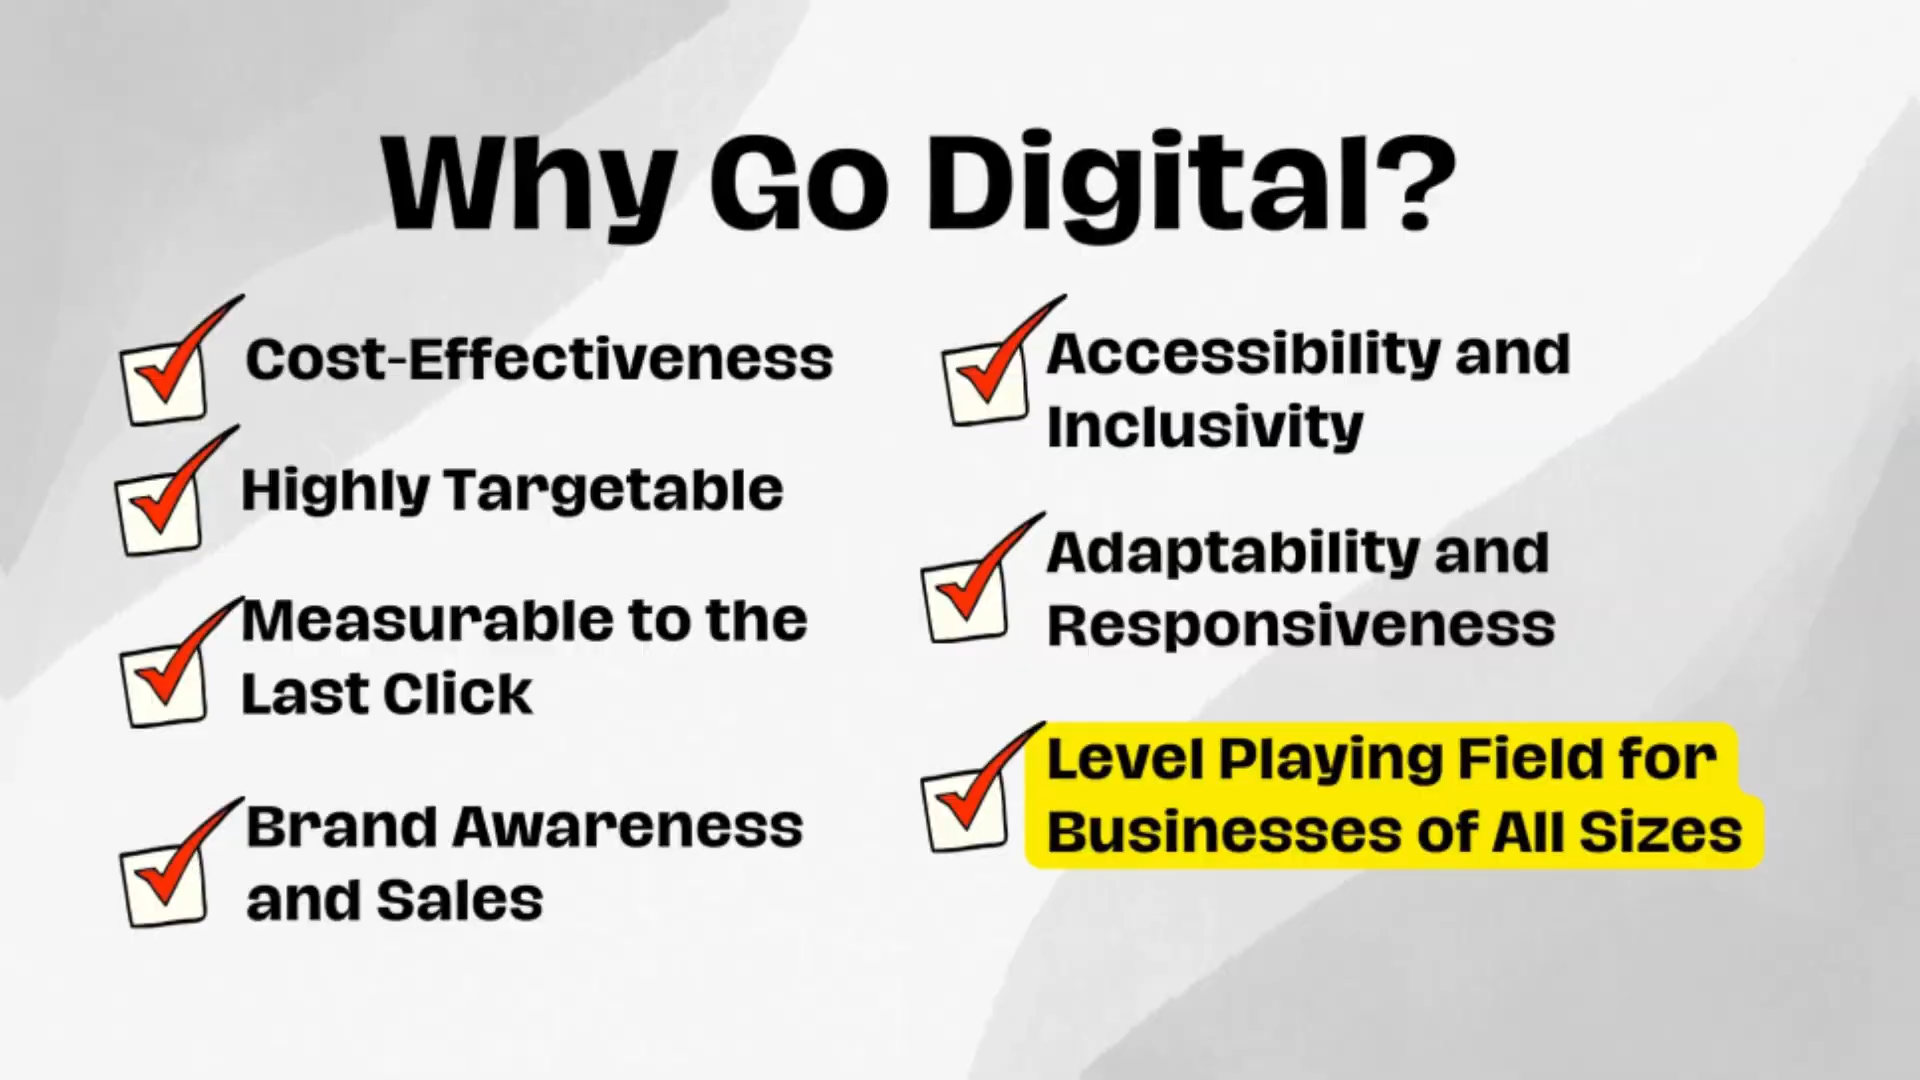 Why Go Digital?
Cost-Effectiveness
Highly Targetable
Measurable to the
Last Click
Brand Awareness
and Sales
Accessibility and
Inclusivity
Adaptability and
Responsiveness
Level Playing Field for
Businesses of All Sizes